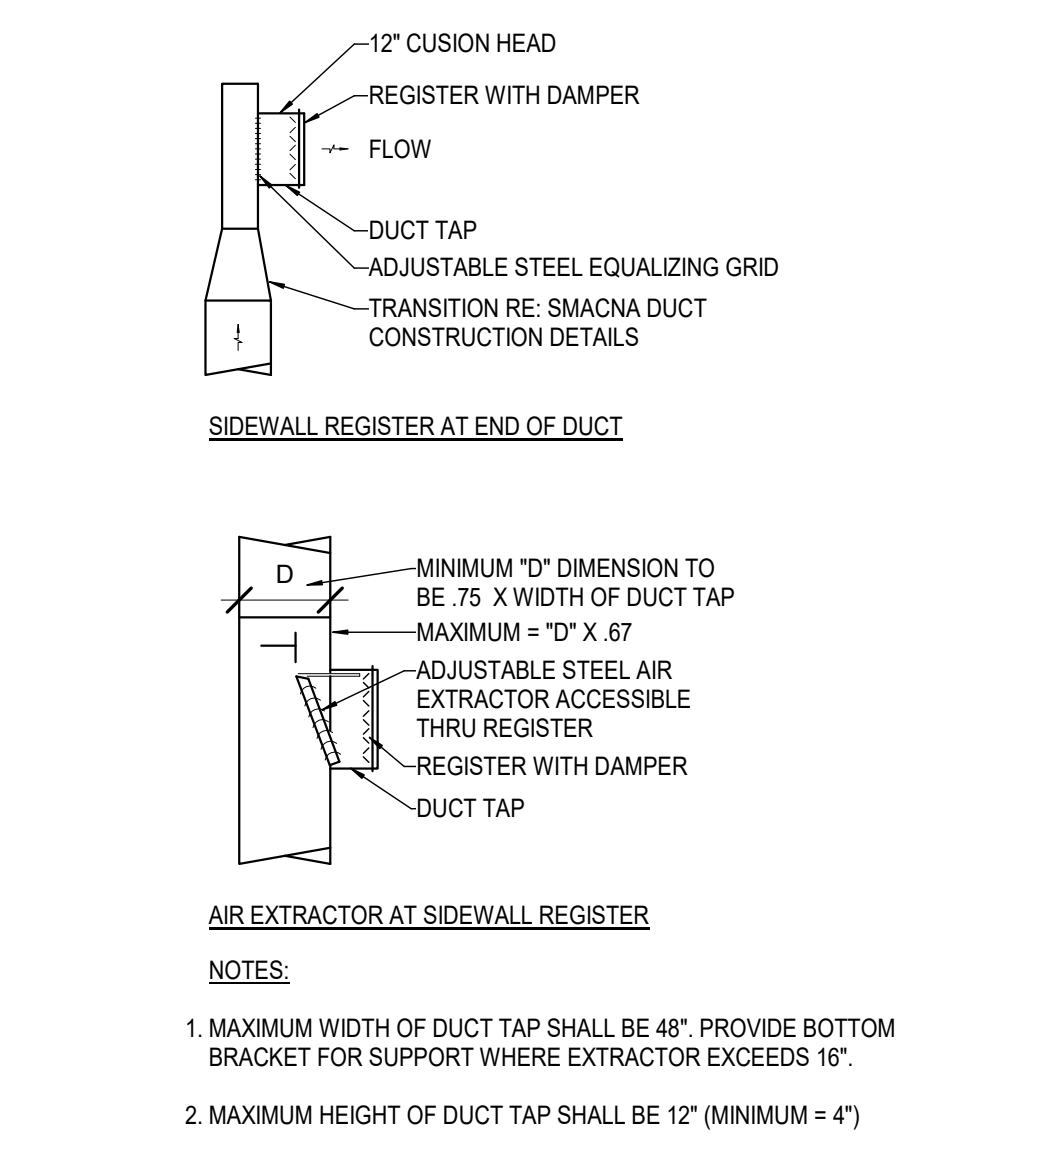 12" CUSION HEAD
REGISTER WITH DAMPER
FLOW
DUCT TAP
ADJUSTABLE STEEL EQUALIZING GRID
TRANSITION RE: SMACNA DUCT
CONSTRUCTION DETAILS
SIDEWALL REGISTER AT END OF DUCT
D
MINIMUM "D" DIMENSION TO
BE .75 X WIDTH OF DUCT TAP
MAXIMUM = "D" X .67
ADJUSTABLE STEEL AIR
EXTRACTOR ACCESSIBLE
THRU REGISTER
REGISTER WITH DAMPER
DUCT TAP
AIR EXTRACTOR AT SIDEWALL REGISTER
NOTES:
1. MAXIMUM WIDTH OF DUCT TAP SHALL BE 48". PROVIDE BOTTOM
BRACKET FOR SUPPORT WHERE EXTRACTOR EXCEEDS 16".
2. MAXIMUM HEIGHT OF DUCT TAP SHALL BE 12" (MINIMUM = 4")